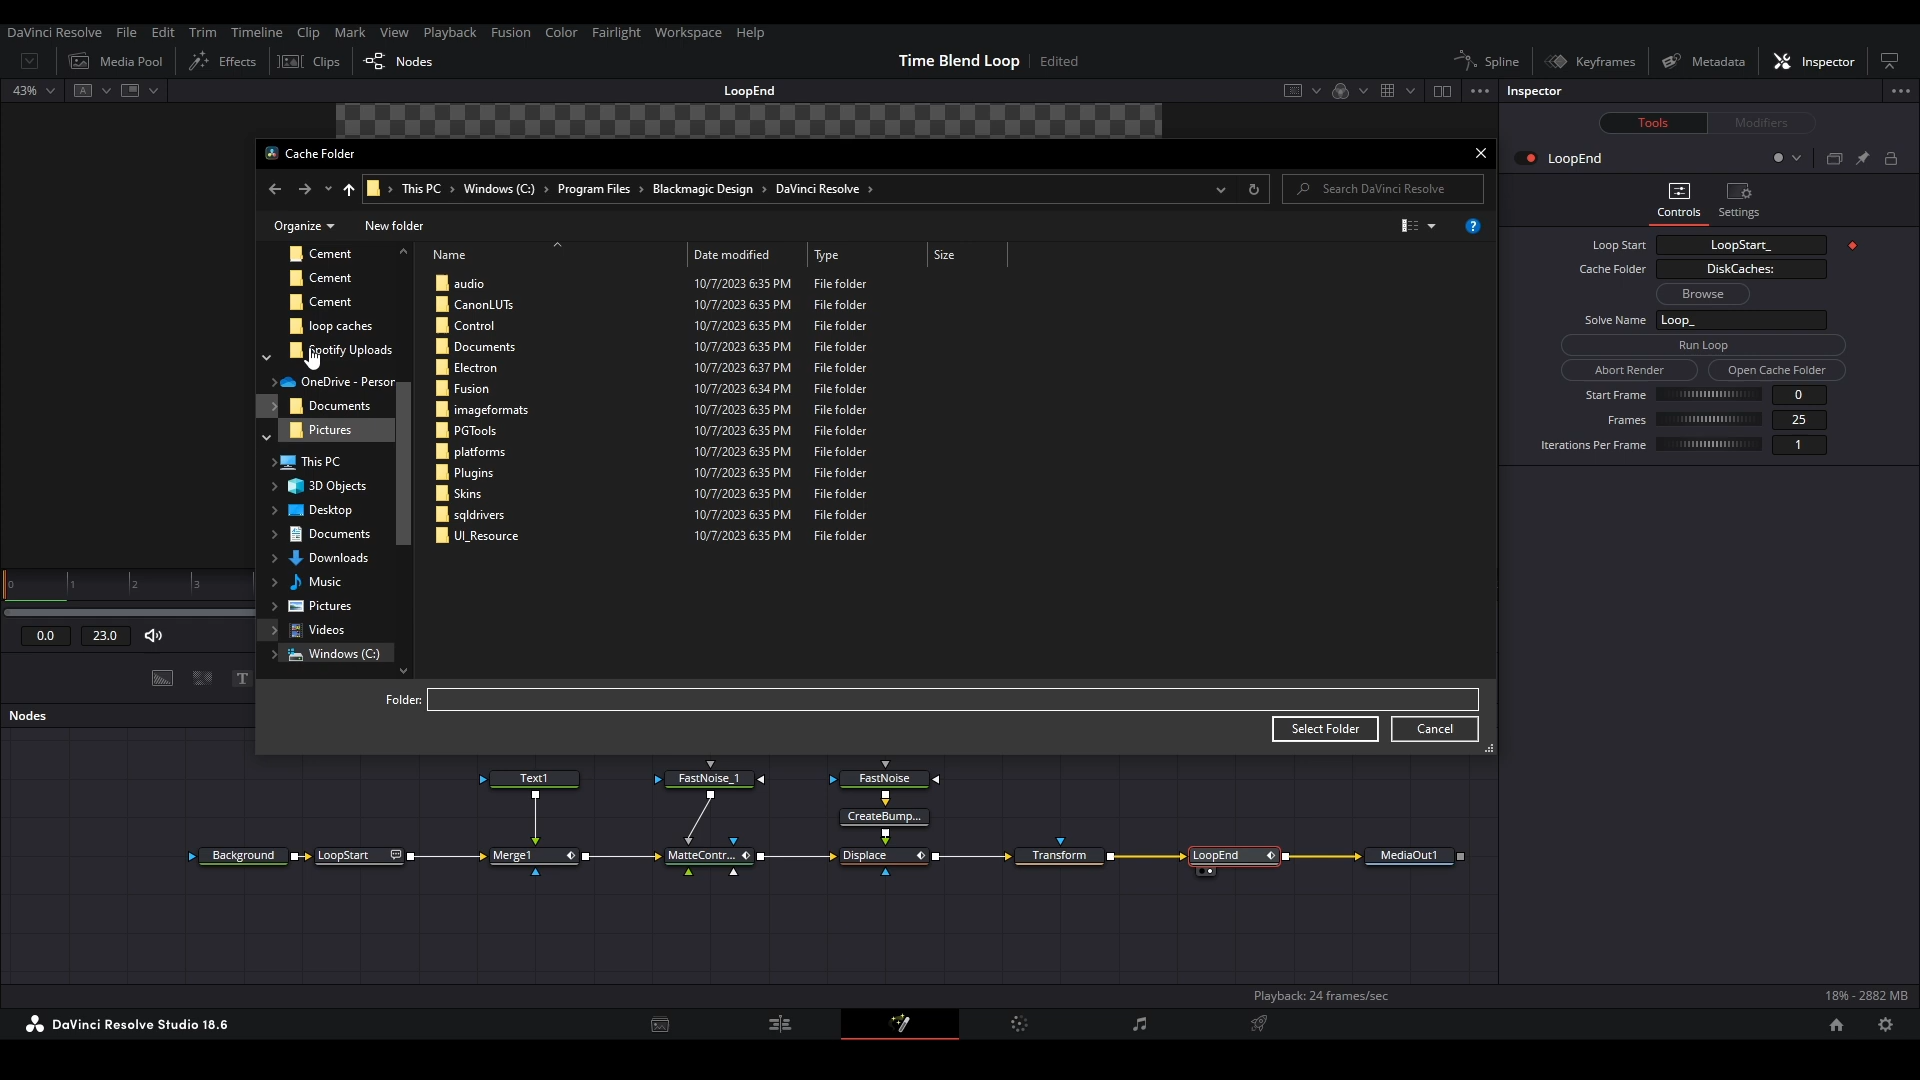 DaVinci Resolve File Edit Trim Timeline Clip Mark View Playback Fusion Color Fairlight Workspace Help
Media Pool Effects Clips Nodes Time Blend Loop Edited Spline Keyframes Metadata Inspector
43% A LoopEnd Inspector
Cache Folder
Tools Modifiers
LoopEnd
This PC Windows (C:) Program Files Blackmagic Design DaVinci Resolve Search DaVinci Resolve
Controls Settings
Organize New folder
Name Date modified Type Size
Cement
Cement
Cement
loop caches
Spotify Uploads
OneDrive - Person
Documents
Pictures
This PC
3D Objects
Desktop
Documents
Downloads
Music
Pictures
Videos
Windows (C:)
audio 10/7/2023 6:35 PM File folder
CanonLUTs 10/7/2023 6:35 PM File folder
Control 10/7/2023 6:35 PM File folder
Documents 10/7/2023 6:35 PM File folder
Electron 10/7/2023 6:37 PM File folder
Fusion 10/7/2023 6:34 PM File folder
imageformats 10/7/2023 6:35 PM File folder
PGTools 10/7/2023 6:35 PM File folder
platforms 10/7/2023 6:35 PM File folder
Plugins 10/7/2023 6:35 PM File folder
Skins 10/7/2023 6:35 PM File folder
sqldrivers 10/7/2023 6:35 PM File folder
UI_Resource 10/7/2023 6:35 PM File folder
Folder:
Select Folder Cancel
Loop Start LoopStart_
Cache Folder DiskCaches:
Browse
Solve Name Loop_
Run Loop
Abort Render Open Cache Folder
Start Frame 0
Frames 25
Iterations Per Frame 1
0 1 2 3
0.0 23.0
T
Nodes
Text1 FastNoise_1 FastNoise
CreateBump...
Background LoopStart Merge1 MatteContr... Displace Transform LoopEnd MediaOut1
Playback: 24 frames/sec 18% - 2882 MB
DaVinci Resolve Studio 18.6